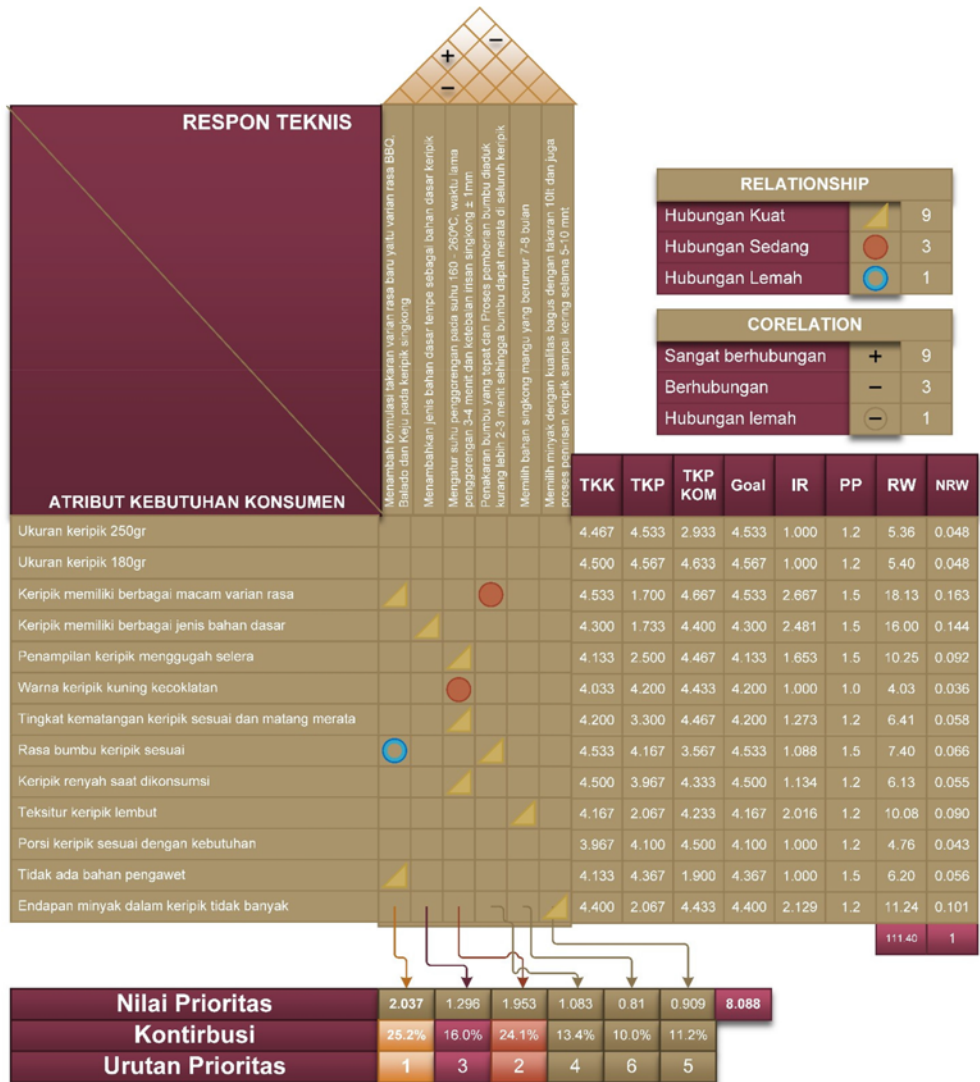 +
−
−
RESPON TEKNIS
ATRIBUT KEBUTUHAN KONSUMEN
Menambah formulasi takaran varian rasa baru yaitu varian rasa BBQ,
Balado dan Keju pada keripik singkong
Menambahkan jenis bahan dasar tempe sebagai bahan dasar keripik
Mengatur suhu penggorengan pada suhu 160 - 260°C, waktu lama
penggorengan 3-4 menit dan ketebalan irisan singkong ± 1mm
Penakaran bumbu yang tepat dan Proses pemberian bumbu diaduk
kurang lebih 2-3 menit sehingga bumbu dapat merata di seluruh keripik
Memilih bahan singkong mangu yang berumur 7-8 bulan
Memilih minyak dengan kualitas bagus dengan takaran 10lt dan juga
proses penirisan keripik sampai kering selama 5-10 mnt
RELATIONSHIP
Hubungan Kuat 9
Hubungan Sedang 3
Hubungan Lemah 1
CORELATION
Sangat berhubungan + 9
Berhubungan − 3
Hubungan lemah − 1
TKK TKP TKP KOM Goal IR PP RW NRW
Ukuran keripik 250gr 4.467 4.533 2.933 4.533 1.000 1.2 5.36 0.048
Ukuran keripik 180gr 4.500 4.567 4.633 4.567 1.000 1.2 5.40 0.048
Keripik memiliki berbagai macam varian rasa 4.533 1.700 4.667 4.533 2.667 1.5 18.13 0.163
Keripik memiliki berbagai jenis bahan dasar 4.300 1.733 4.400 4.300 2.481 1.5 16.00 0.144
Penampilan keripik menggugah selera 4.133 2.500 4.467 4.133 1.653 1.5 10.25 0.092
Warna keripik kuning kecoklatan 4.033 4.200 4.433 4.200 1.000 1.0 4.03 0.036
Tingkat kematangan keripik sesuai dan matang merata 4.200 3.300 4.467 4.200 1.273 1.2 6.41 0.058
Rasa bumbu keripik sesuai 4.533 4.167 3.567 4.533 1.088 1.5 7.40 0.066
Keripik renyah saat dikonsumsi 4.500 3.967 4.333 4.500 1.134 1.2 6.13 0.055
Teksitur keripik lembut 4.167 2.067 4.233 4.167 2.016 1.2 10.08 0.090
Porsi keripik sesuai dengan kebutuhan 3.967 4.100 4.500 4.100 1.000 1.2 4.76 0.043
Tidak ada bahan pengawet 4.133 4.367 1.900 4.367 1.000 1.5 6.20 0.056
Endapan minyak dalam keripik tidak banyak 4.400 2.067 4.433 4.400 2.129 1.2 11.24 0.101
111.40 1
Nilai Prioritas 2.037 1.296 1.953 1.083 0.81 0.909 8.088
Kontirbusi 25.2% 16.0% 24.1% 13.4% 10.0% 11.2%
Urutan Prioritas 1 3 2 4 6 5